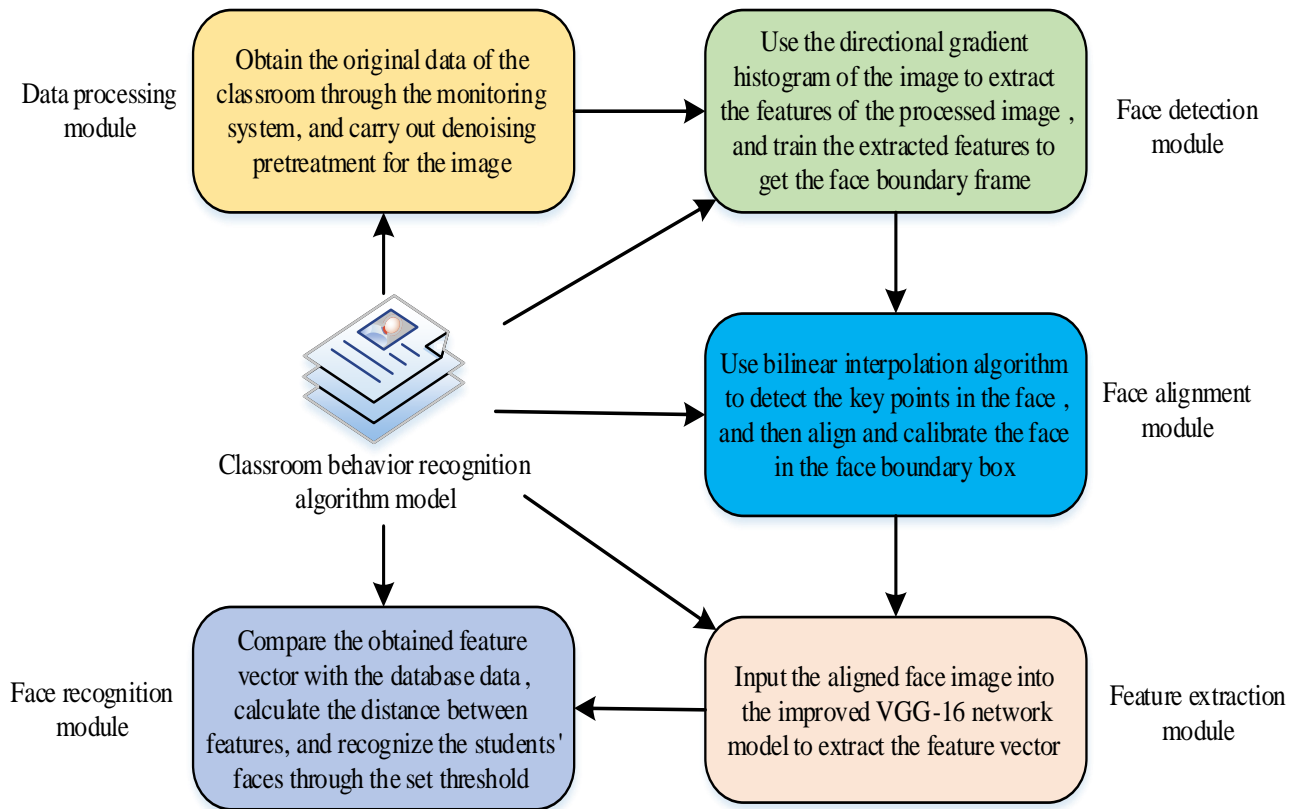 Data processing
module
Obtain the original data of the
classroom through the monitoring
system, and carry out denoising
pretreatment for the image
Use the directional gradient
histogram of the image to extract
the features of the processed image ,
and train the extracted features to
get the face boundary frame
Face detection
module
Classroom behavior recognition
algorithm model
Use bilinear interpolation algorithm
to detect the key points in the face ,
and then align and calibrate the face
in the face boundary box
Face alignment
module
Face recognition
module
Compare the obtained feature
vector with the database data ,
calculate the distance between
features, and recognize the students'
faces through the set threshold
Input the aligned face image into
the improved VGG-16 network
model to extract the feature vector
Feature extraction
module